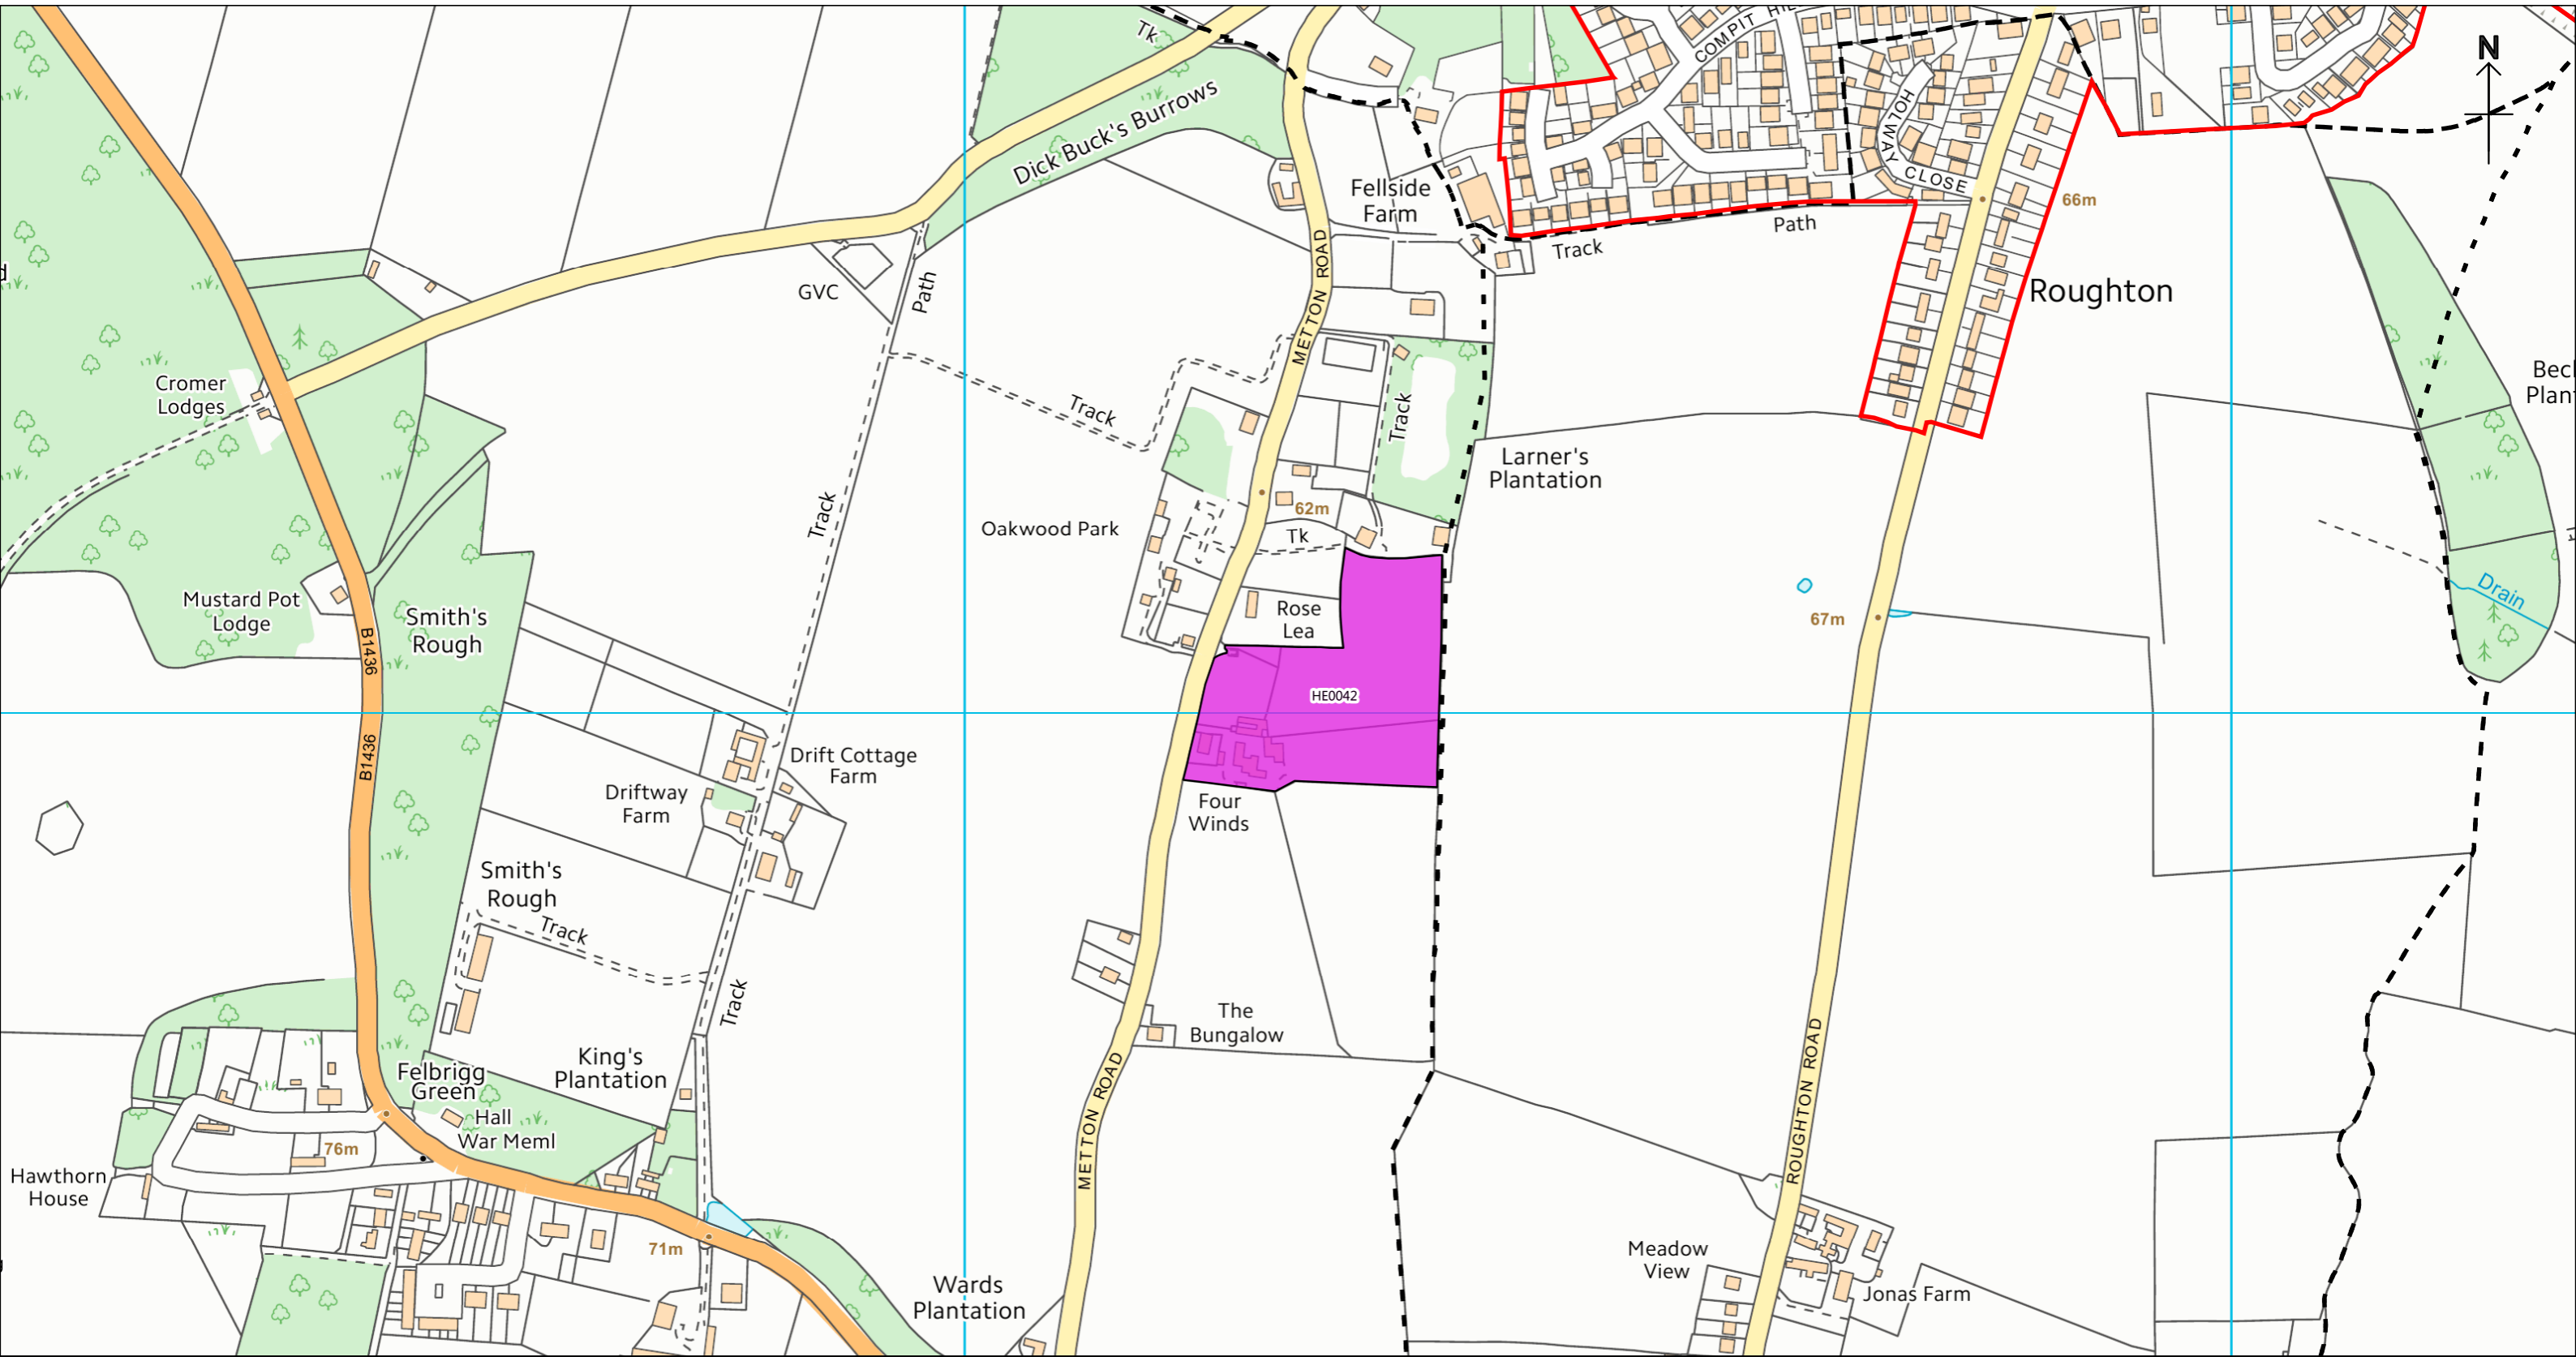 Tk
COMPIT
N
Dick Buck's Burrows
HOLWAY
CLOSE
Fellside
Farm
66m
Path
Track
METTON ROAD
Roughton
GVC
Path
Cromer
Lodges
Track
Track
Larner's
Plantation
Track
Oakwood Park
62m
Tk
Mustard Pot
Lodge
Smith's
Rough
Rose
Lea
67m
Drain
B1436
HE0042
B1436
Drift Cottage
Farm
Driftway
Farm
Four
Winds
Smith's
Rough
Track
Track
The
Bungalow
King's
Plantation
Felbrigg
Green
Hall
War Meml
METTON ROAD
ROUGHTON ROAD
76m
Hawthorn
House
71m
Wards
Plantation
Meadow
View
Jonas Farm